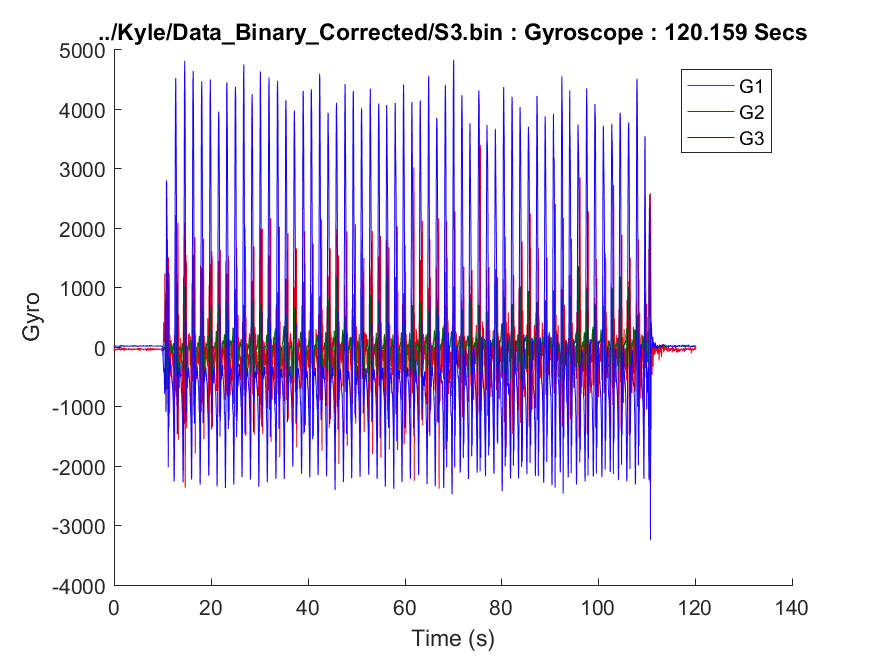 ../Kyle/Data_Binary_Corrected/S3.bin : Gyroscope : 120.159 Secs
5000
4000
3000
2000
1000
0
-1000
-2000
-3000
-4000
Gyro
G1
G2
G3
0 20 40 60 80 100 120 140
Time (s)